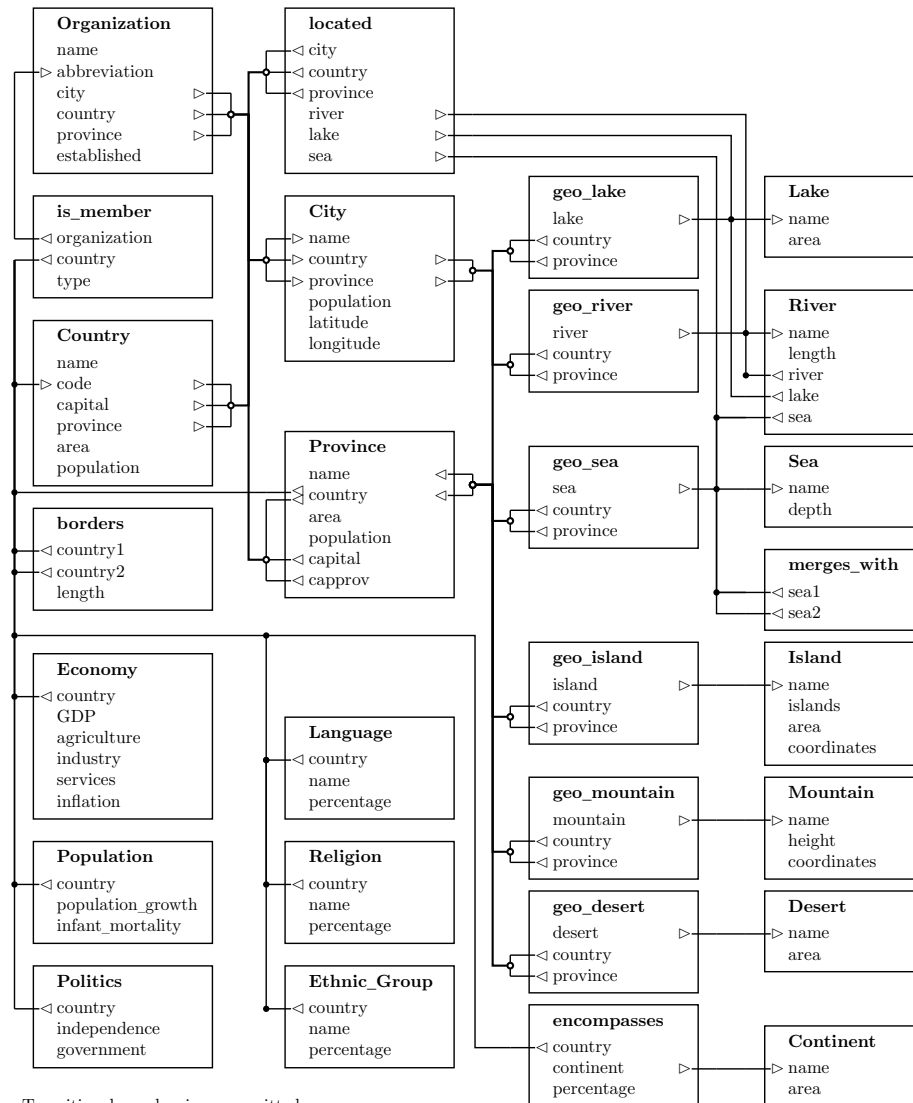 Organization
name
abbreviation
city
country
province
established
is_member
organization
country
type
Country
name
code
capital
province
area
population
borders
country1
country2
length
Economy
country
GDP
agriculture
industry
services
inflation
Population
country
population_growth
infant_mortality
Politics
country
independence
government
located
city
country
province
river
lake
sea
City
name
country
province
population
latitude
longitude
Province
name
country
area
population
capital
capprov
Language
country
name
percentage
Religion
country
name
percentage
Ethnic_Group
country
name
percentage
geo_lake
lake
country
province
geo_river
river
country
province
geo_sea
sea
country
province
geo_island
island
country
province
geo_mountain
mountain
country
province
geo_desert
desert
country
province
encompasses
country
continent
percentage
Lake
name
area
River
name
length
river
lake
sea
Sea
name
depth
merges_with
sea1
sea2
Island
name
islands
area
coordinates
Mountain
name
height
coordinates
Desert
name
area
Continent
name
area